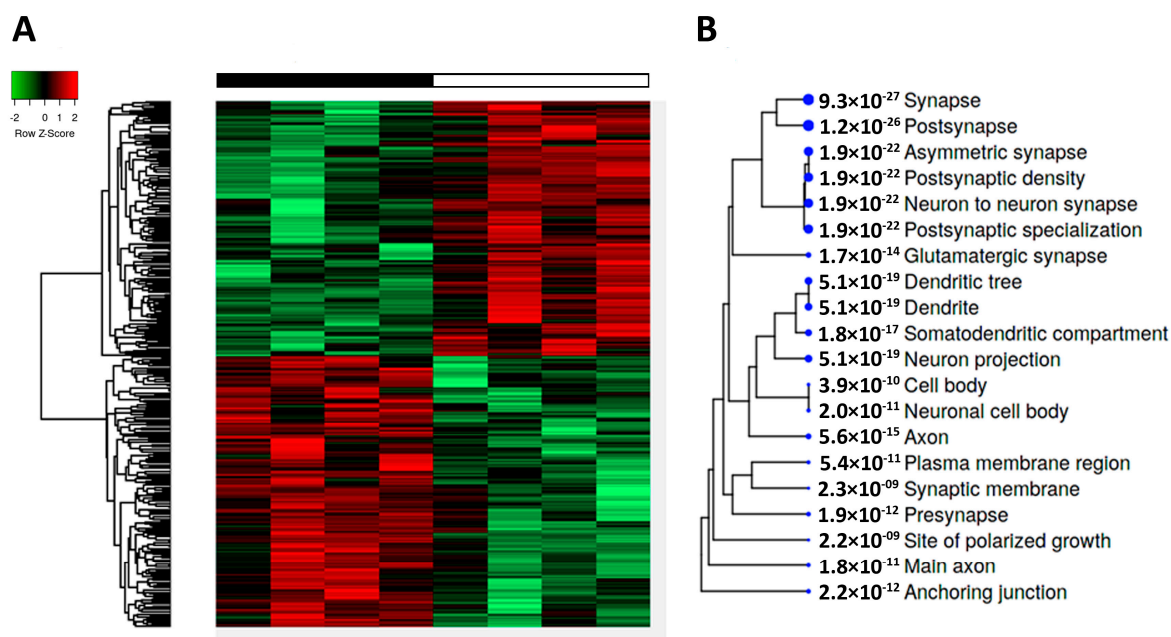 A
B
-2 0 1 2
Row Z-Score
9.3×10⁻²⁷ Synapse
1.2×10⁻²⁶ Postsynapse
1.9×10⁻²² Asymmetric synapse
1.9×10⁻²² Postsynaptic density
1.9×10⁻²² Neuron to neuron synapse
1.9×10⁻²² Postsynaptic specialization
1.7×10⁻¹⁴ Glutamatergic synapse
5.1×10⁻¹⁹ Dendritic tree
5.1×10⁻¹⁹ Dendrite
1.8×10⁻¹⁷ Somatodendritic compartment
5.1×10⁻¹⁹ Neuron projection
3.9×10⁻¹⁰ Cell body
2.0×10⁻¹¹ Neuronal cell body
5.6×10⁻¹⁵ Axon
5.4×10⁻¹¹ Plasma membrane region
2.3×10⁻⁰⁹ Synaptic membrane
1.9×10⁻¹² Presynapse
2.2×10⁻⁰⁹ Site of polarized growth
1.8×10⁻¹¹ Main axon
2.2×10⁻¹² Anchoring junction